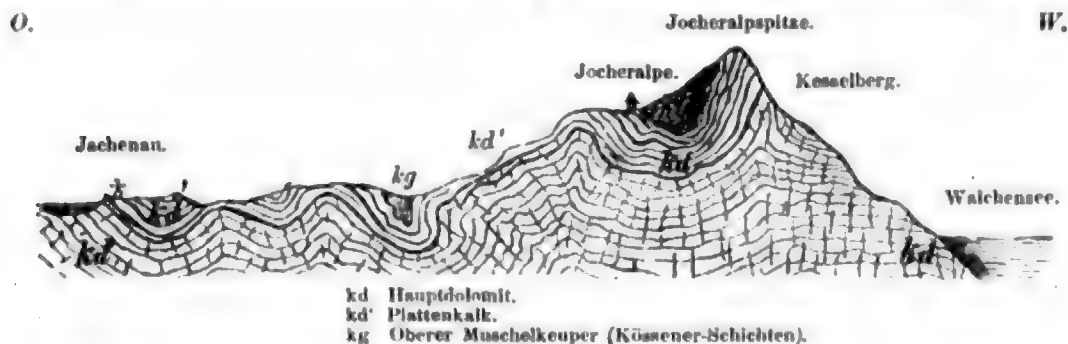 O.
W.
Jocheralpspitze.
Jocheralpe.
Kesselberg.
kd'
Jachenau.
kg
kd
Walchensee.
kd
kd
kd Hauptdolomit.
kd' Plattenkalk.
kg Oberer Muschelkeuper (Kössener-Schichten).